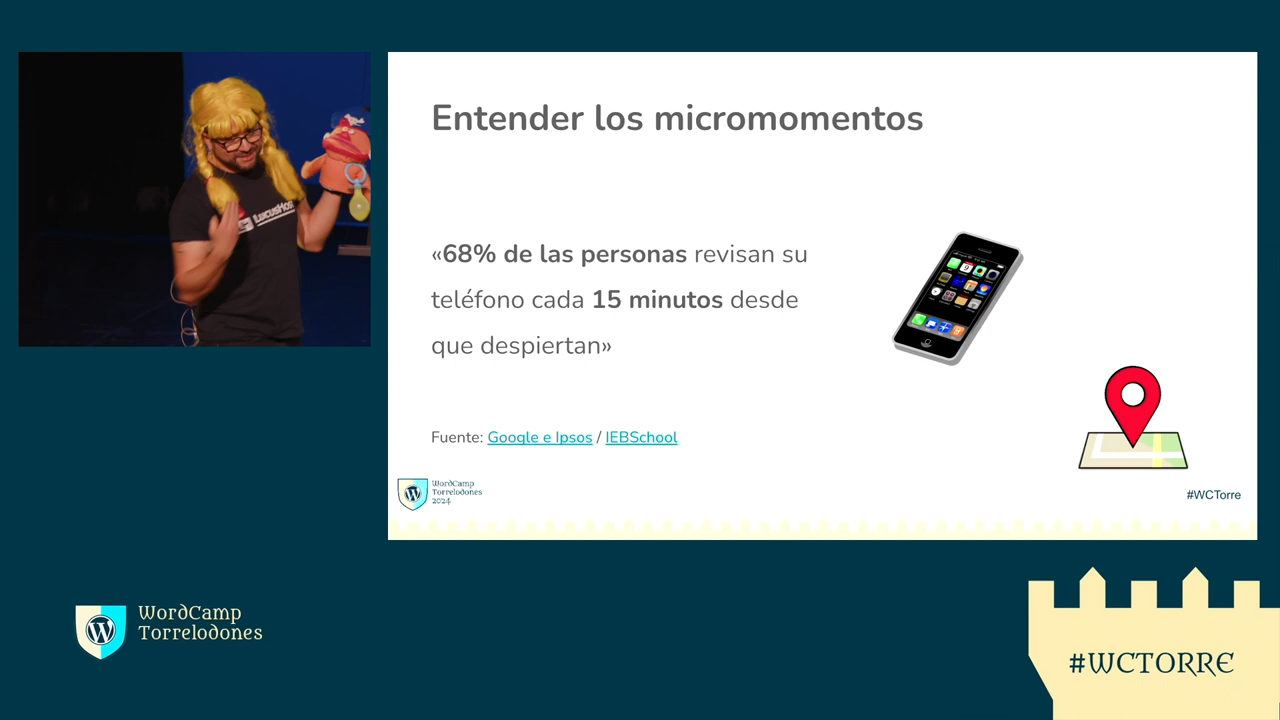 Entender los micromomentos
«68% de las personas revisan su
teléfono cada 15 minutos desde
que despiertan»
Fuente: Google e Ipsos / IEBSchool
WordCamp
Torrelodones
2024
#WCTorre
LucusHost
WordCamp
Torrelodones
#WCTORRE